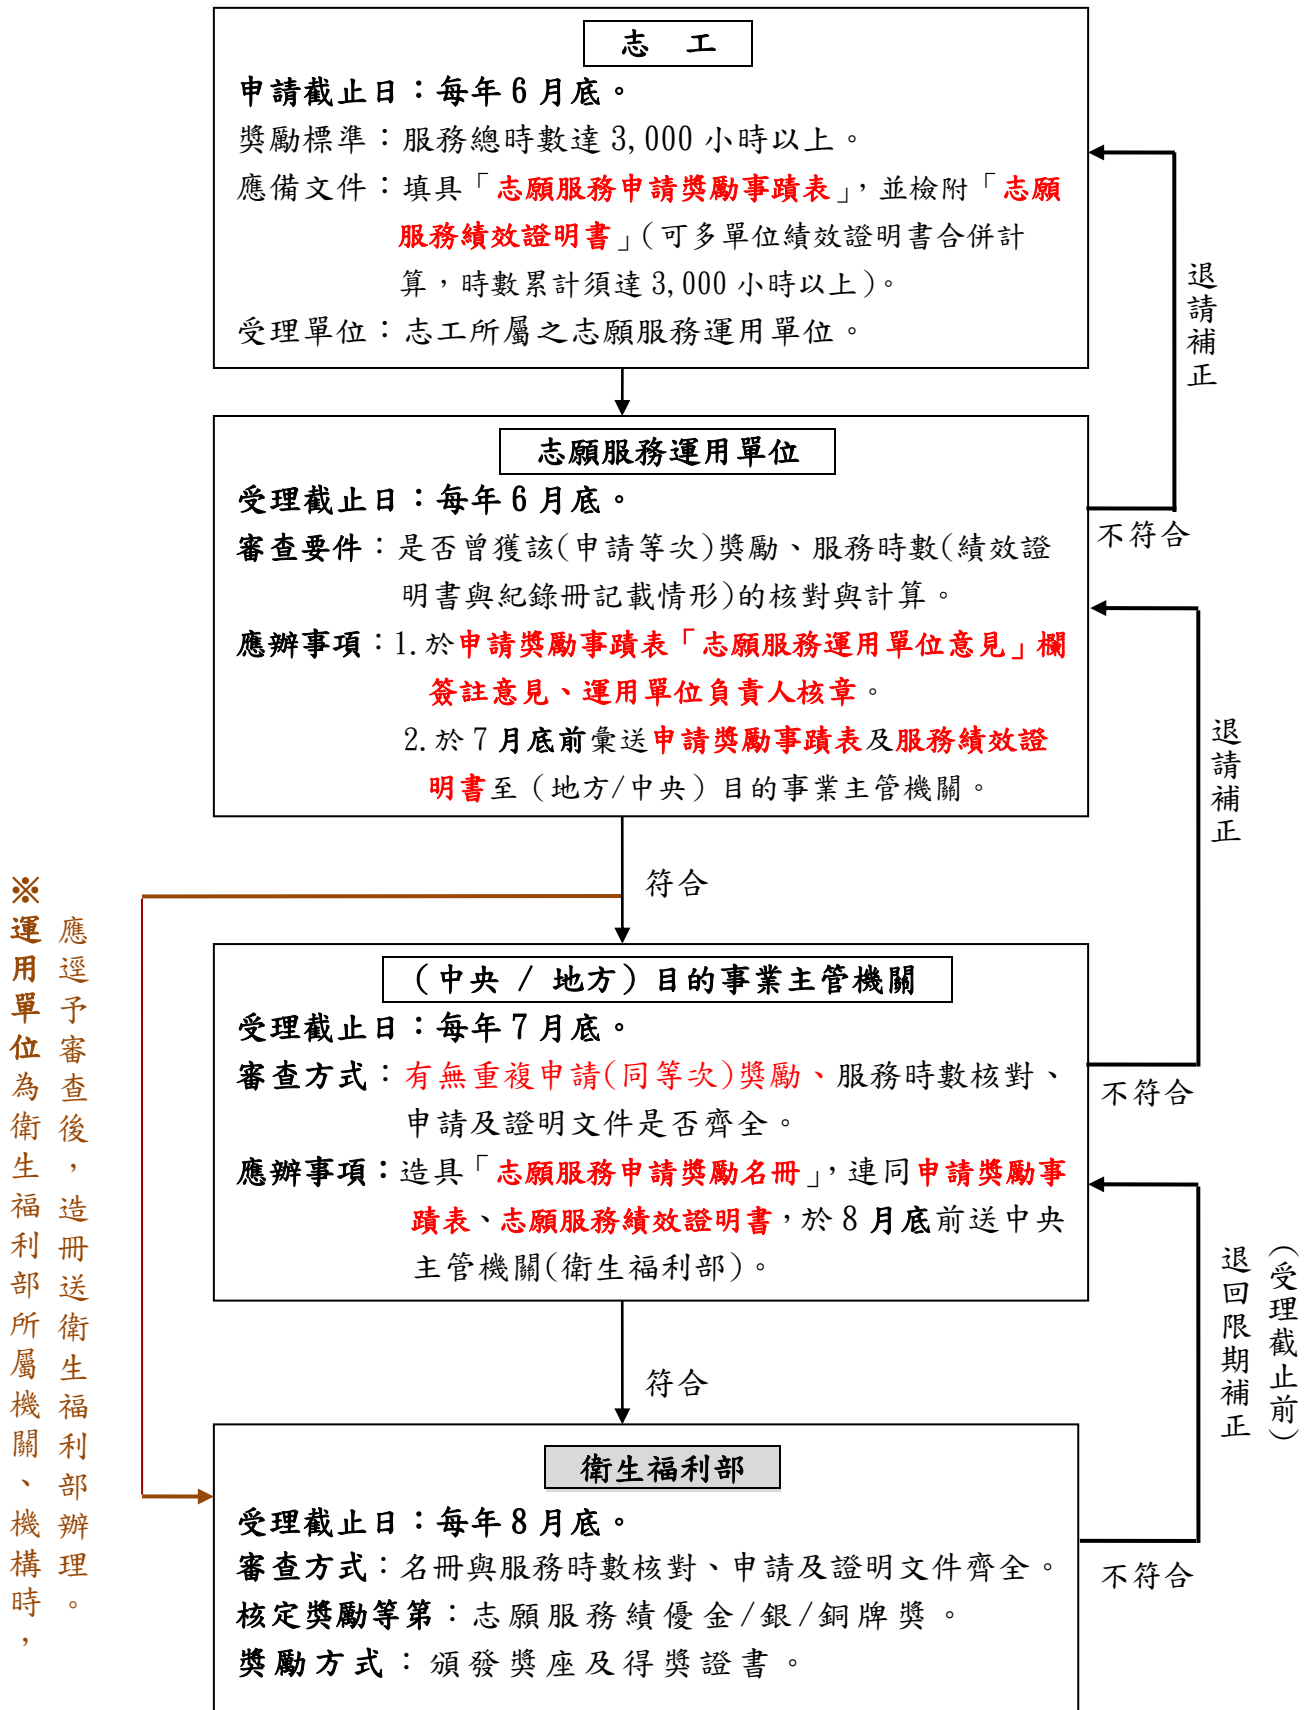 志　工
申請截止日：每年6月底。
獎勵標準：服務總時數達3,000小時以上。
應備文件：填具「志願服務申請獎勵事蹟表」，並檢附「志願
服務績效證明書」（可多單位績效證明書合併計
算，時數累計須達3,000小時以上）。
受理單位：志工所屬之志願服務運用單位。
退請補正
志願服務運用單位
受理截止日：每年6月底。
審查要件：是否曾獲該(申請等次)獎勵、服務時數(績效證
明書與紀錄冊記載情形)的核對與計算。
應辦事項：1.於申請獎勵事蹟表「志願服務運用單位意見」欄
簽註意見、運用單位負責人核章。
2.於7月底前彙送申請獎勵事蹟表及服務績效證
明書至（地方/中央）目的事業主管機關。
不符合
退請補正
符合
※運用單位為衛生福利部所屬機關、機構時，
應逕予審查後，造冊送衛生福利部辦理。
（中央 / 地方）目的事業主管機關
受理截止日：每年7月底。
審查方式：有無重複申請(同等次)獎勵、服務時數核對、
申請及證明文件是否齊全。
應辦事項：造具「志願服務申請獎勵名冊」，連同申請獎勵事
蹟表、志願服務績效證明書，於8月底前送中央
主管機關(衛生福利部)。
不符合
（受理截止前）
退回限期補正
符合
衛生福利部
受理截止日：每年8月底。
審查方式：名冊與服務時數核對、申請及證明文件齊全。
核定獎勵等第：志願服務績優金/銀/銅牌獎。
獎勵方式：頒發獎座及得獎證書。
不符合